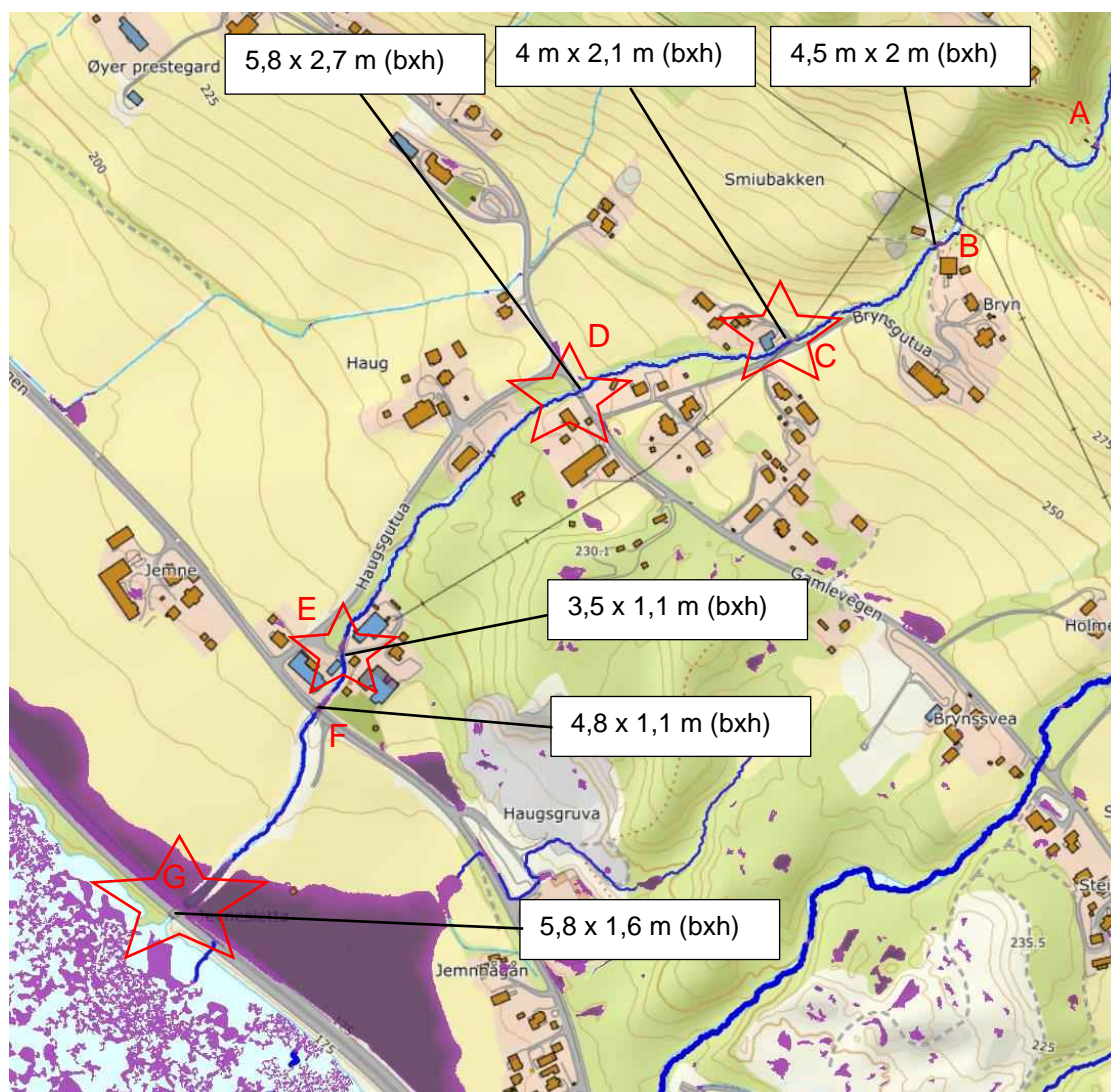 5,8 x 2,7 m (bxh)
4 m x 2,1 m (bxh)
4,5 m x 2 m (bxh)
Øyer prestegard
225
A
200
Smiubakken
B
Bryn
Brynsgutua
C
D
Haug
275
250
230.1
Haugsgutua
Gamlevegen
Jemne
E
3,5 x 1,1 m (bxh)
Holme
Brynssvea
4,8 x 1,1 m (bxh)
F
Haugsgruva
G
5,8 x 1,6 m (bxh)
Stei
235.5
Jemnhågån
175
225